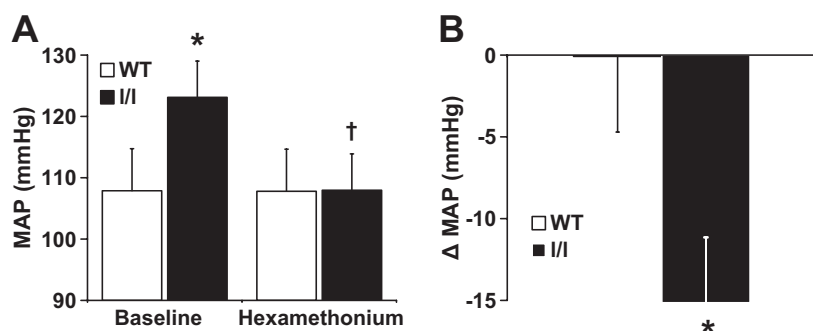 A
MAP (mmHg)
130
120
110
100
90
WT
I/I
*
†
Baseline
Hexamethonium
B
Δ MAP (mmHg)
0
-5
-10
-15
WT
I/I
*